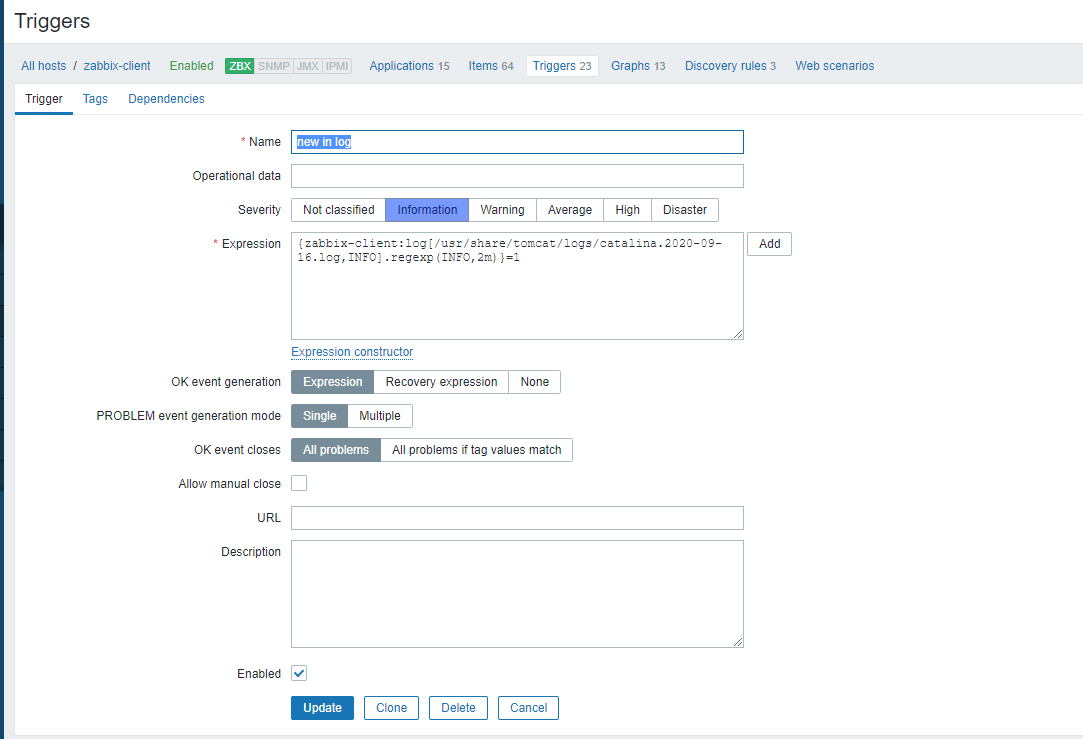 Triggers
All hosts / zabbix-client Enabled ZBX SNMP JMX IPMI Applications 15 Items 64 Triggers 23 Graphs 13 Discovery rules 3 Web scenarios
Trigger Tags Dependencies
* Name new in log
Operational data
Severity Not classified Information Warning Average High Disaster
* Expression {zabbix-client:log[/usr/share/tomcat/logs/catalina.2020-09- Add
16.log,INFO].regexp(INFO,2m)}=1
Expression constructor
OK event generation Expression Recovery expression None
PROBLEM event generation mode Single Multiple
OK event closes All problems All problems if tag values match
Allow manual close
URL
Description
Enabled
Update Clone Delete Cancel